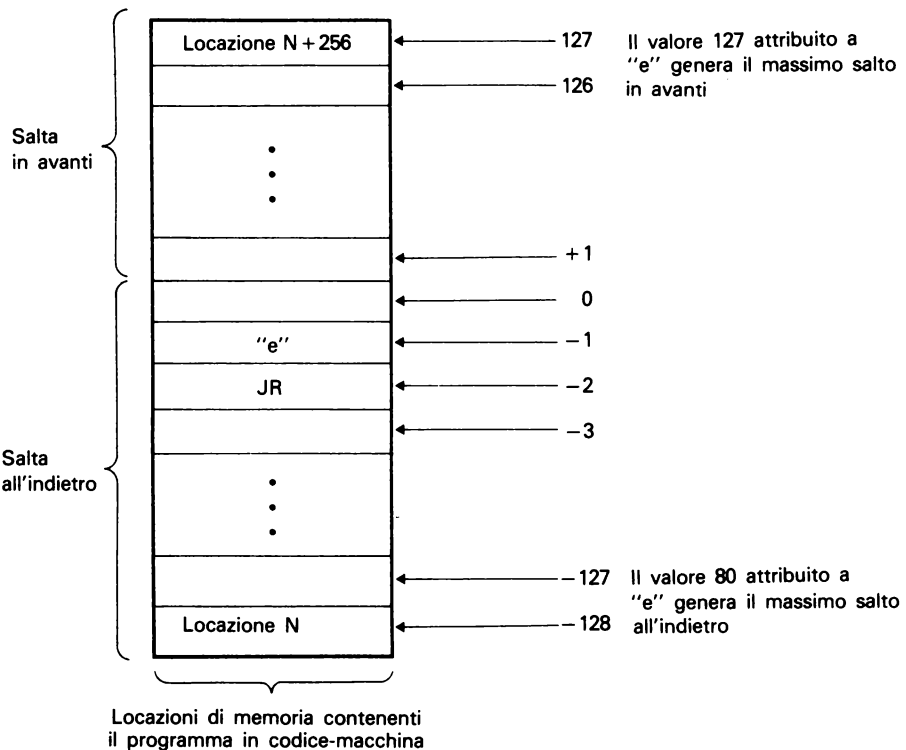 Locazione N + 256
127 Il valore 127 attribuito a
"e" genera il massimo salto
126 in avanti
Salta
in avanti
+1
0
"e"
−1
JR
−2
−3
Salta
all'indietro
−127 Il valore 80 attribuito a
"e" genera il massimo salto
Locazione N
−128 all'indietro
Locazioni di memoria contenenti
il programma in codice-macchina